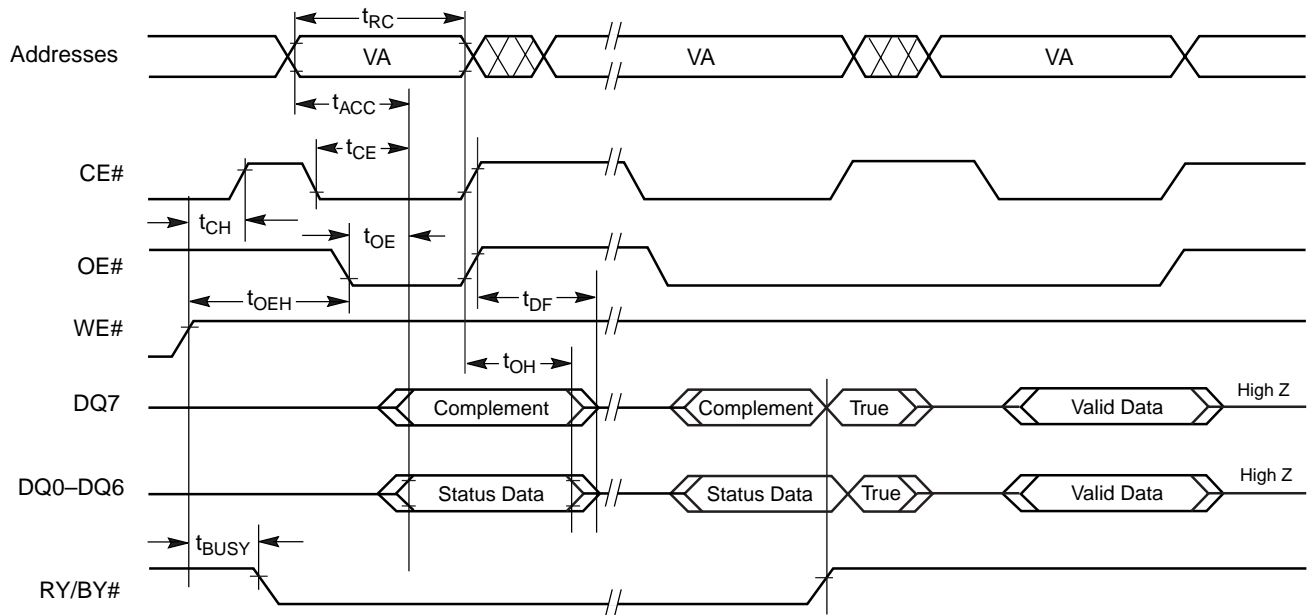 tRC
Addresses
VA
VA
VA
tACC
tCE
CE#
tCH
tOE
OE#
tOEH
tDF
WE#
tOH
DQ7
Complement
Complement
True
Valid Data
High Z
DQ0–DQ6
Status Data
Status Data
True
Valid Data
High Z
tBUSY
RY/BY#